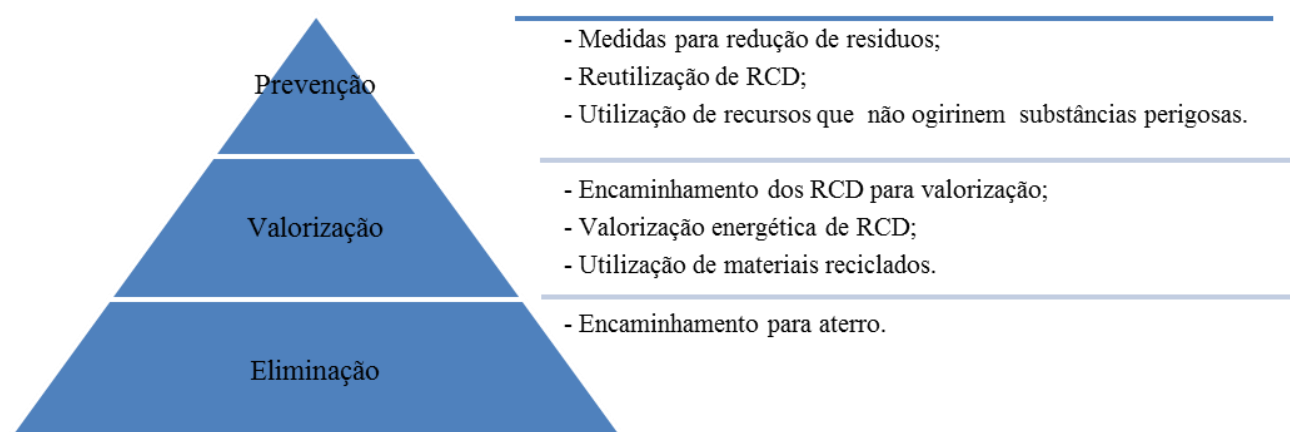 Prevenção
- Medidas para redução de residuos;
- Reutilização de RCD;
- Utilização de recursos que não ogirinem substâncias perigosas.
Valorização
- Encaminhamento dos RCD para valorização;
- Valorização energética de RCD;
- Utilização de materiais reciclados.
Eliminação
- Encaminhamento para aterro.